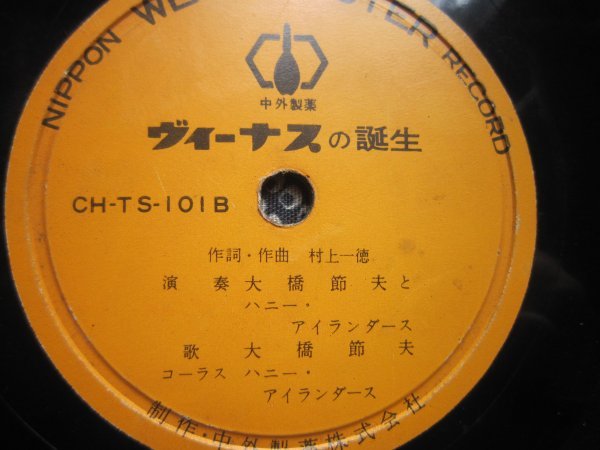 NIPPON WE TER RECORD
中外製薬
ヴィーナスの誕生
CH-TS-101B
作詞・作曲 村上一徳
演奏 大橋節夫と
ハニー・
アイランダース
歌 大橋節夫
コーラス ハニー・
アイランダース
制作・中外製薬株式会社